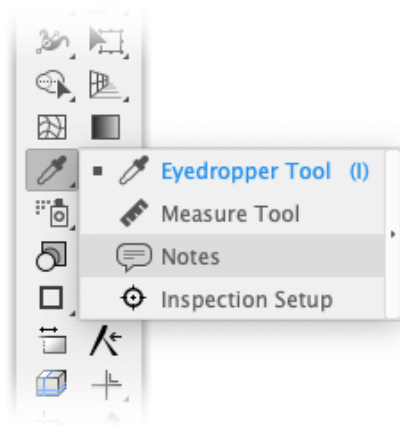 Eyedropper Tool (I)
Measure Tool
Notes
Inspection Setup